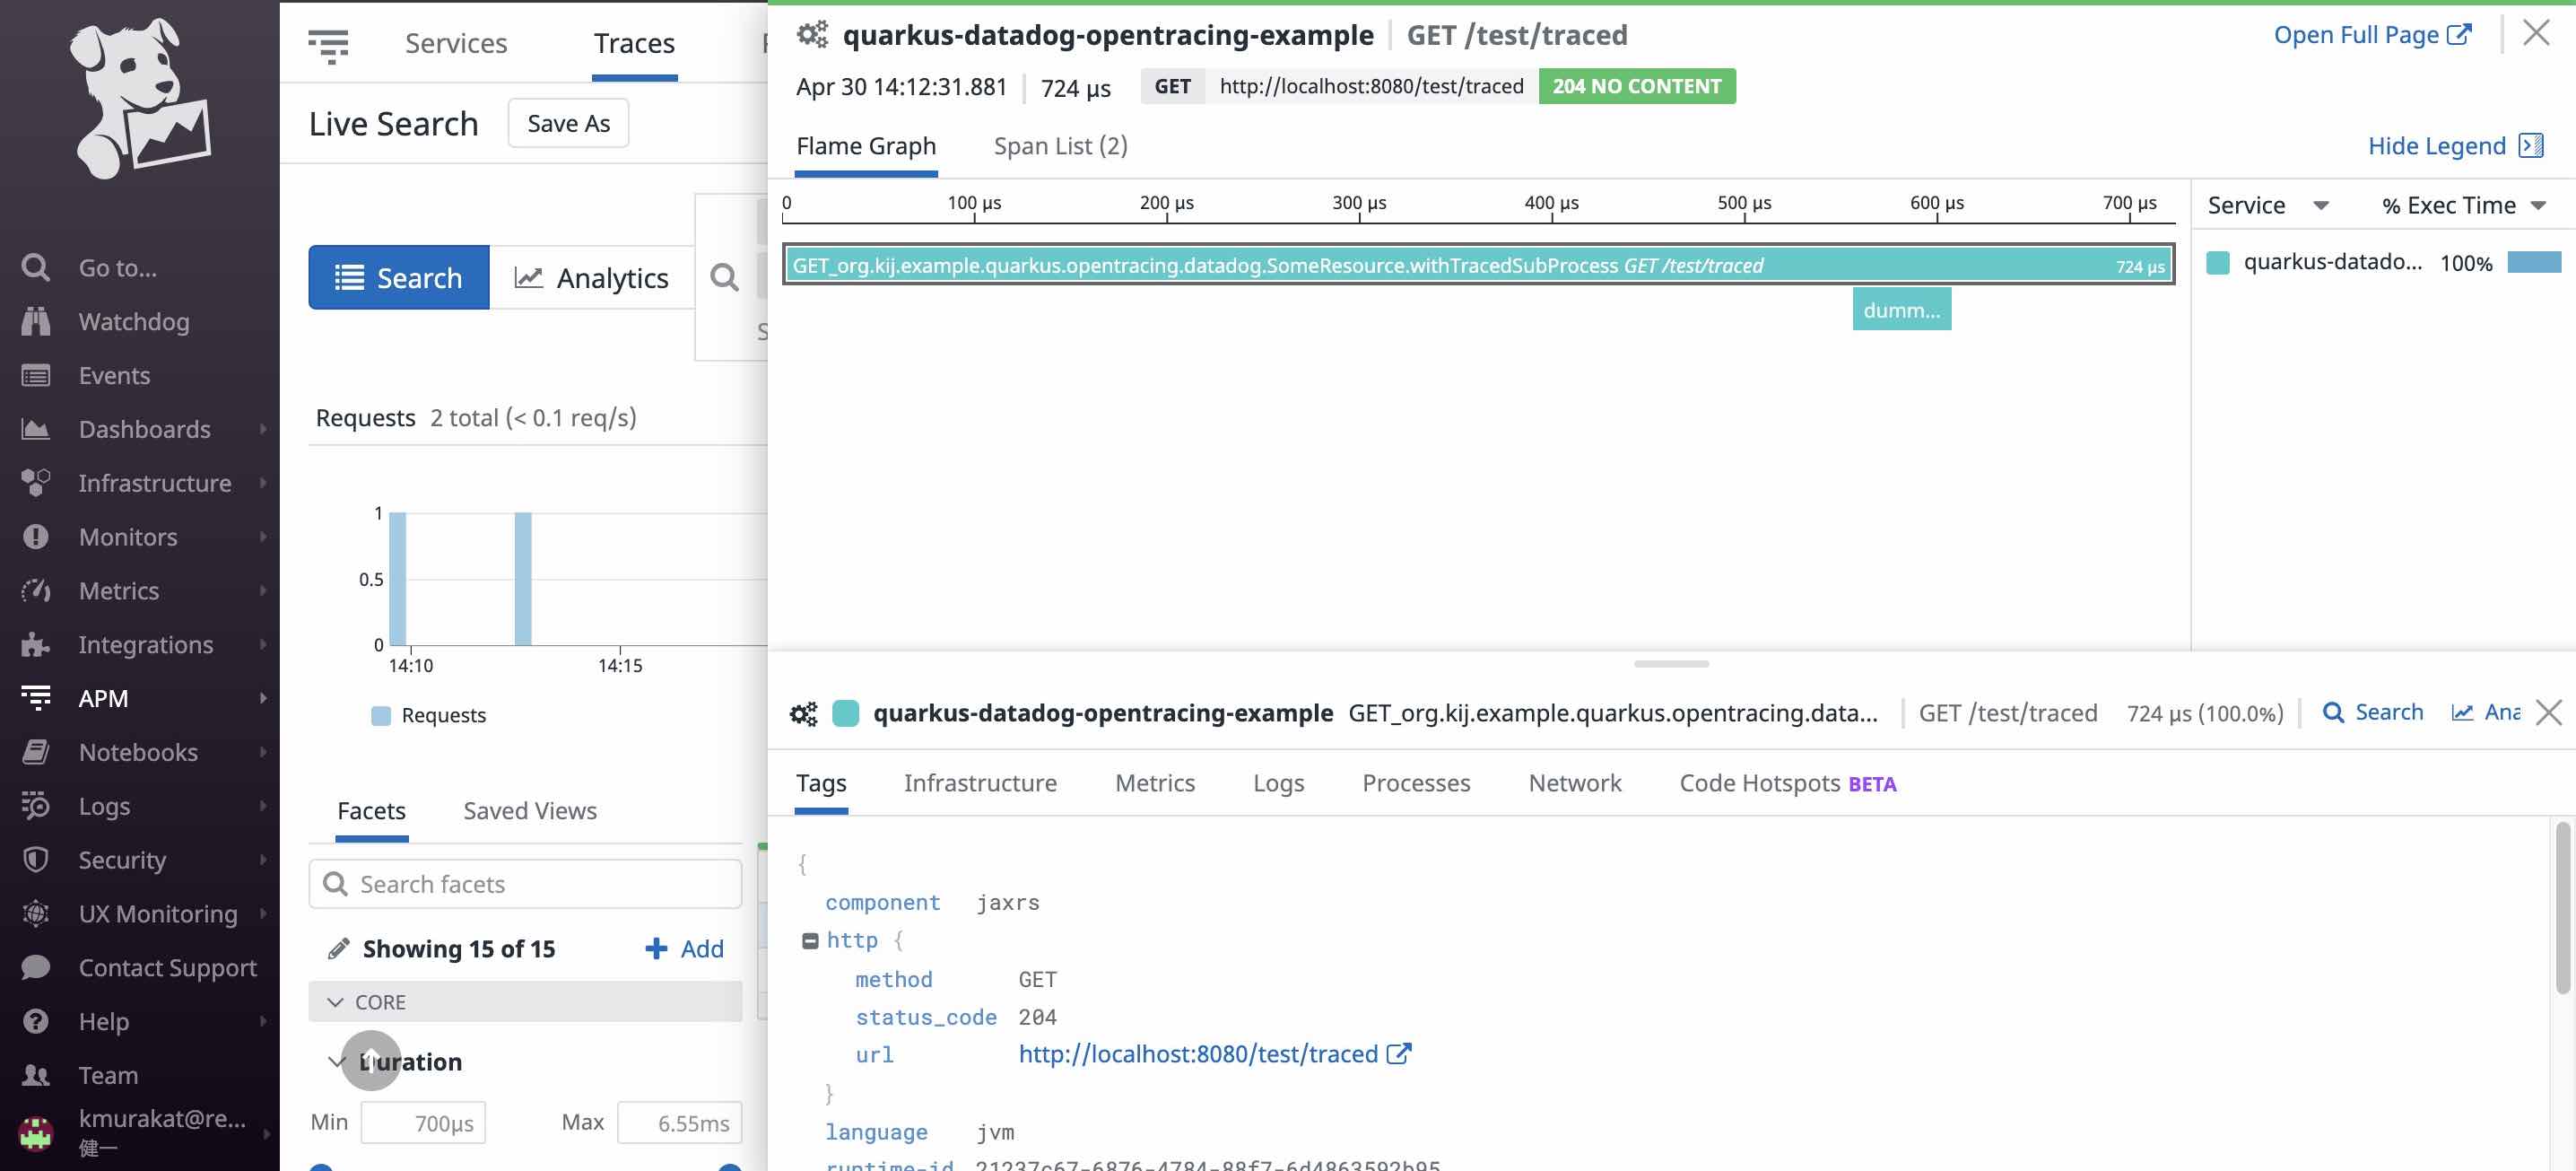 Go to...
Watchdog
Events
Dashboards
Infrastructure
Monitors
Metrics
Integrations
APM
Notebooks
Logs
Security
UX Monitoring
Contact Support
Help
Team
kmurakat@re...
健一
Services Traces
Live Search Save As
Search Analytics
Requests 2 total (< 0.1 req/s)
1
0.5
0
14:10 14:15
Requests
Facets Saved Views
Search facets
Showing 15 of 15 Add
CORE
Duration
Min 700μs Max 6.55ms
quarkus-datadog-opentracing-example GET /test/traced Open Full Page
Apr 30 14:12:31.881 724 μs GET http://localhost:8080/test/traced 204 NO CONTENT
Flame Graph Span List (2) Hide Legend
0 100 μs 200 μs 300 μs 400 μs 500 μs 600 μs 700 μs Service % Exec Time
GET_org.kij.example.quarkus.opentracing.datadog.SomeResource.withTracedSubProcess GET /test/traced 724 μs
quarkus-datado... 100%
dumm...
quarkus-datadog-opentracing-example GET_org.kij.example.quarkus.opentracing.data... GET /test/traced 724 μs (100.0%) Search Ana
Tags Infrastructure Metrics Logs Processes Network Code Hotspots BETA
{
component jaxrs
http {
method GET
status_code 204
url http://localhost:8080/test/traced
}
language jvm
runtime-id 21237c67-6876-4784-88f7-6d4863592b95